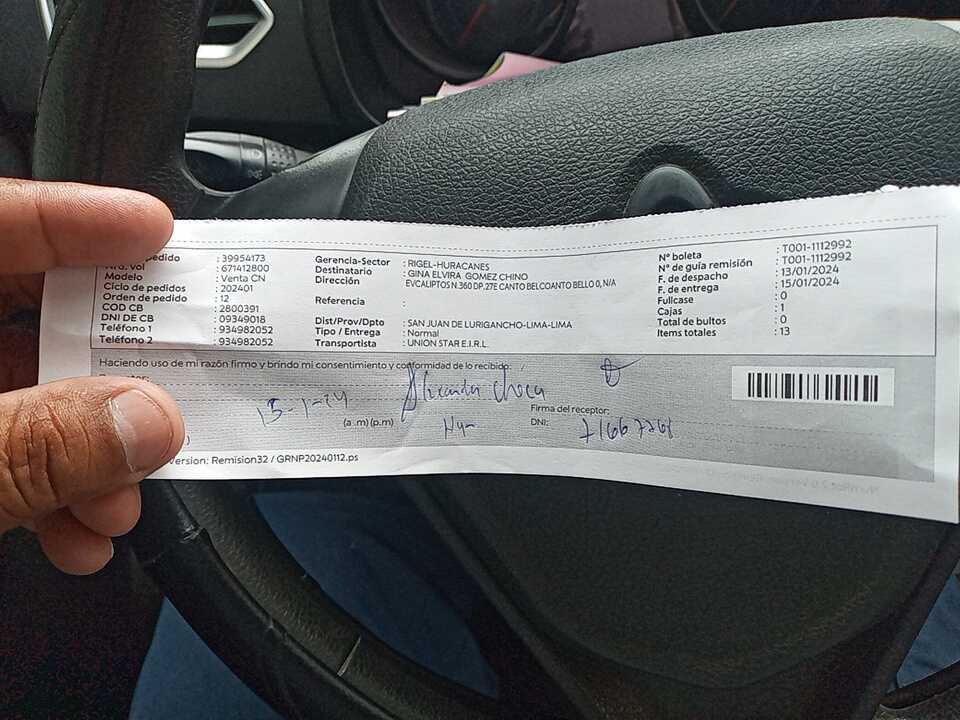 pedido : 39954173
Nro. vol : 671412800
Modelo : Venta CN
Ciclo de pedidos : 202401
Orden de pedido : 12
COD CB : 2800391
DNI DE CB : 09349018
Teléfono 1 : 934982052
Teléfono 2 : 934982052
Gerencia-Sector : RIGEL-HURACANES
Destinatario : GINA ELVIRA GOMEZ CHINO
Dirección : EVCALIPTOS N.360 DP.27E CANTO BELCOANTO BELLO 0, N/A
Referencia :
Dist/Prov/Dpto : SAN JUAN DE LURIGANCHO-LIMA-LIMA
Tipo / Entrega : Normal
Transportista : UNION STAR E.I.R.L.
N° boleta : T001-1112992
N° de guía remisión : T001-1112992
F. de despacho : 13/01/2024
F. de entrega : 15/01/2024
Fullcase : 0
Cajas : 1
Total de bultos : 0
Items totales : 13
Haciendo uso de mi razón firmo y brindo mi consentimiento y conformidad de lo recibido:
15-1-24
(a .m) (p.m)
Firma del receptor:
DNI:
Version: Remision32 / GRNP20240112.ps